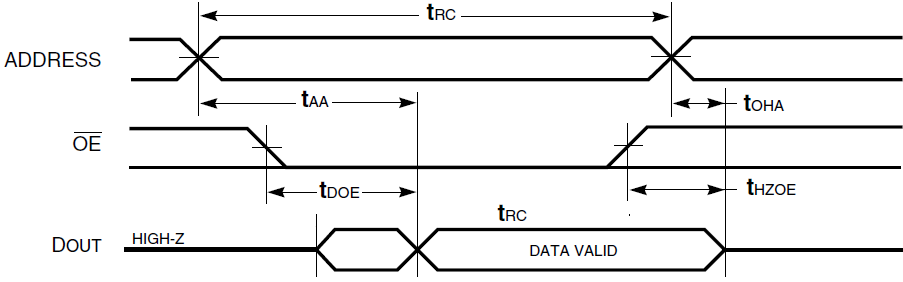 tRC
ADDRESS
tAA
tOHA
OE
tDOE
tHZOE
tRC
DOUT
HIGH-Z
DATA VALID